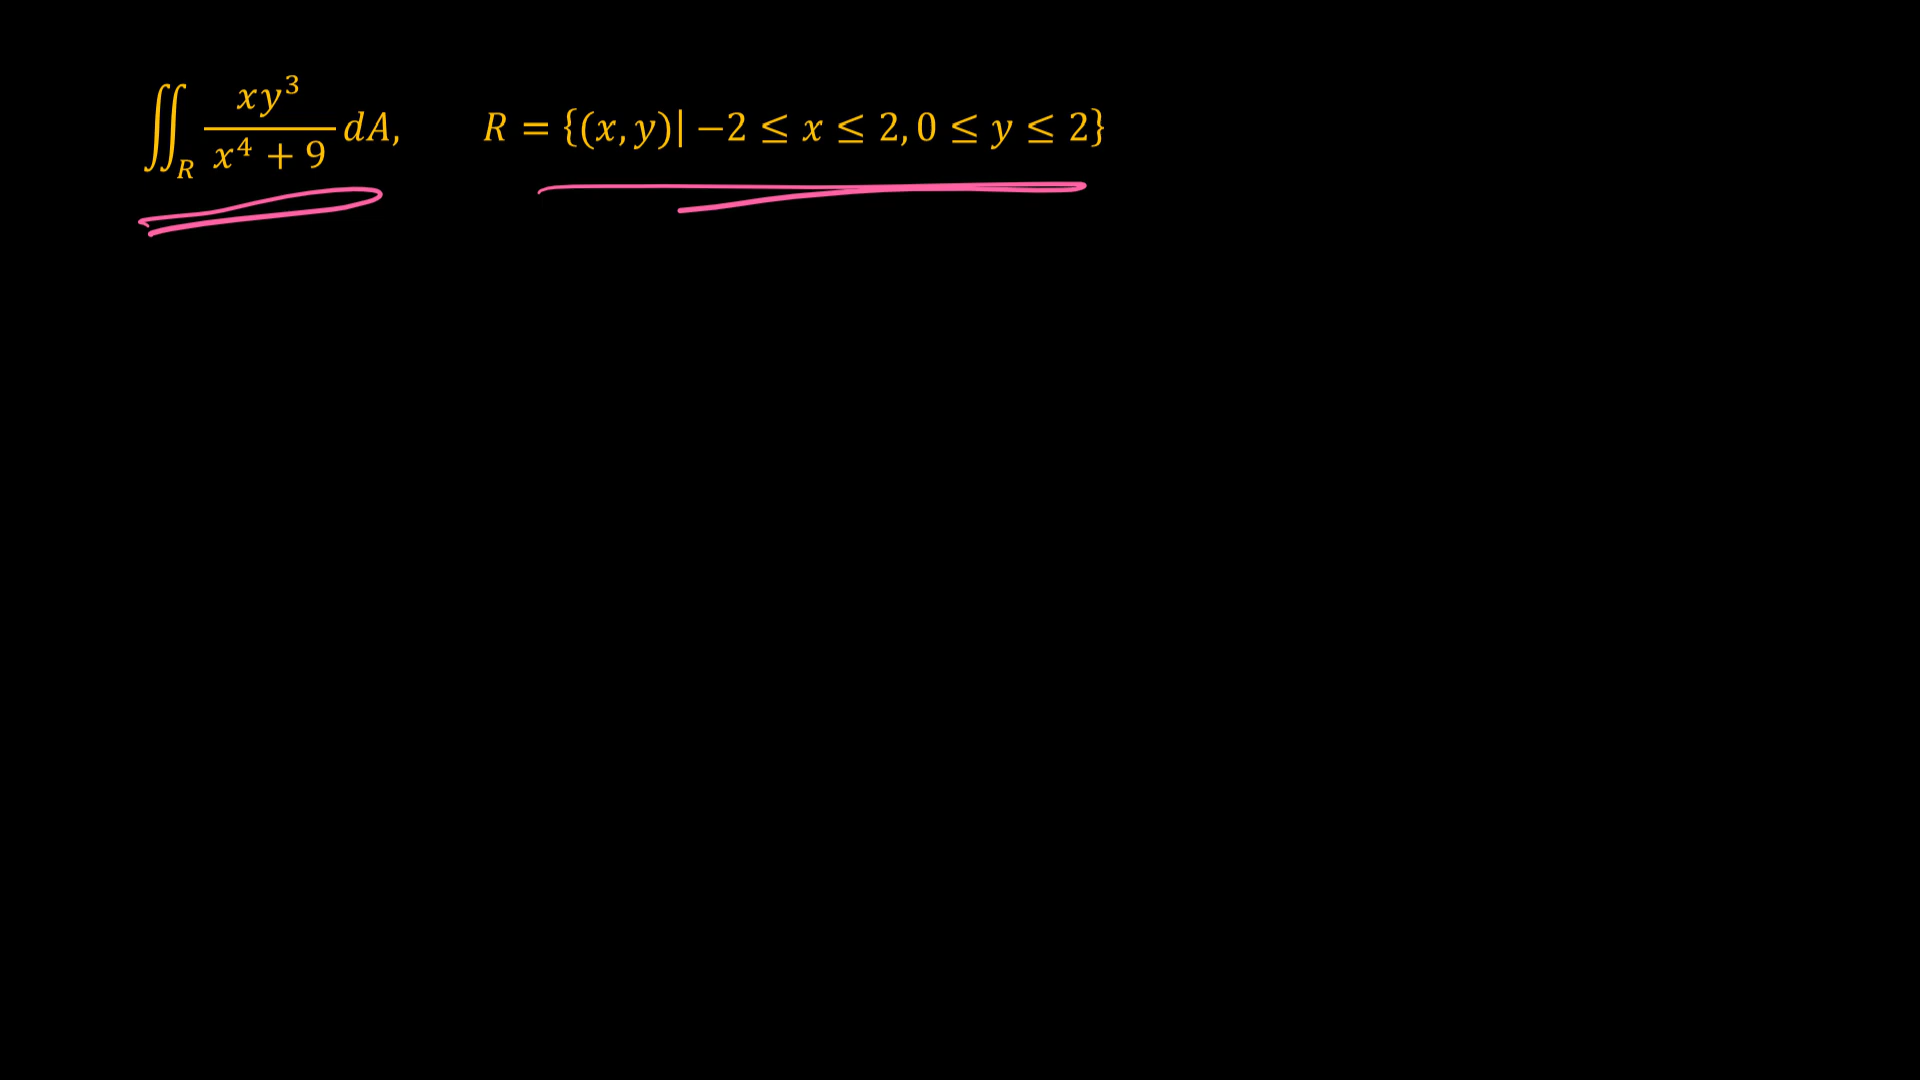 ∬_R xy³/(x⁴ + 9) dA, R = {(x, y)| −2 ≤ x ≤ 2, 0 ≤ y ≤ 2}